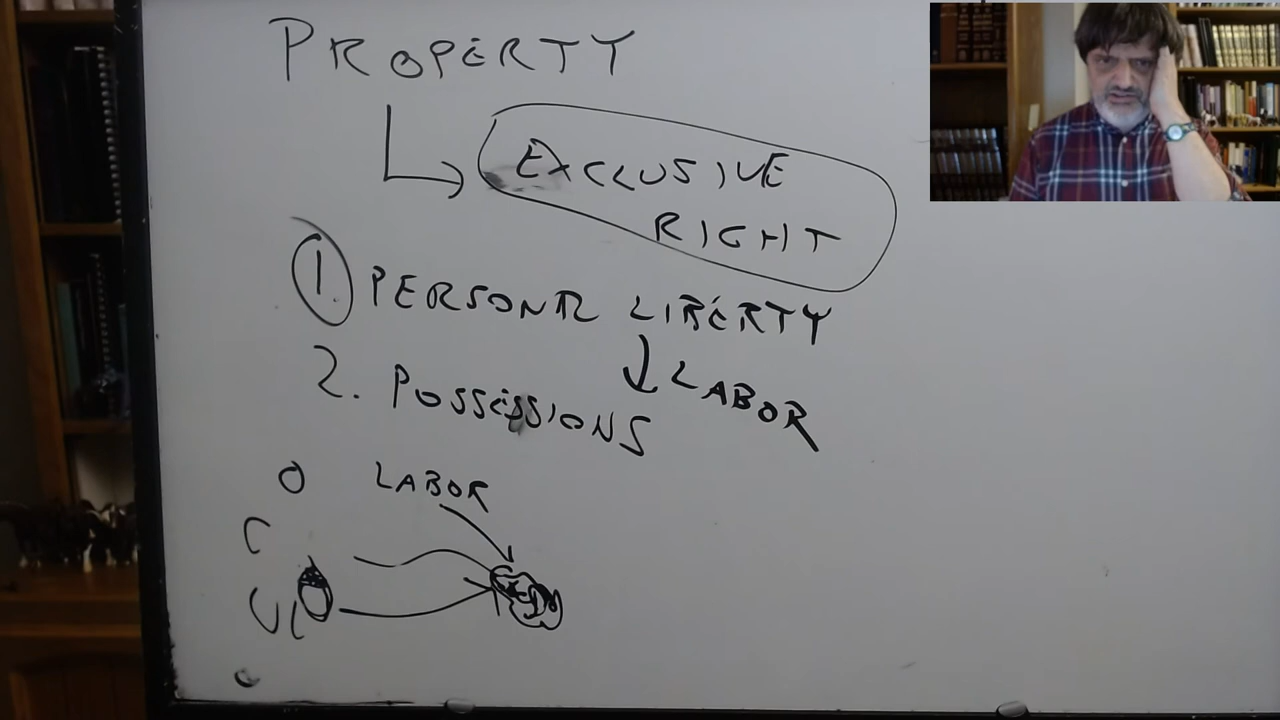 PROPERTY
EXCLUSIVE
RIGHT
1. PERSONAL LIBERTY
LABOR
2. POSSESSIONS
LABOR